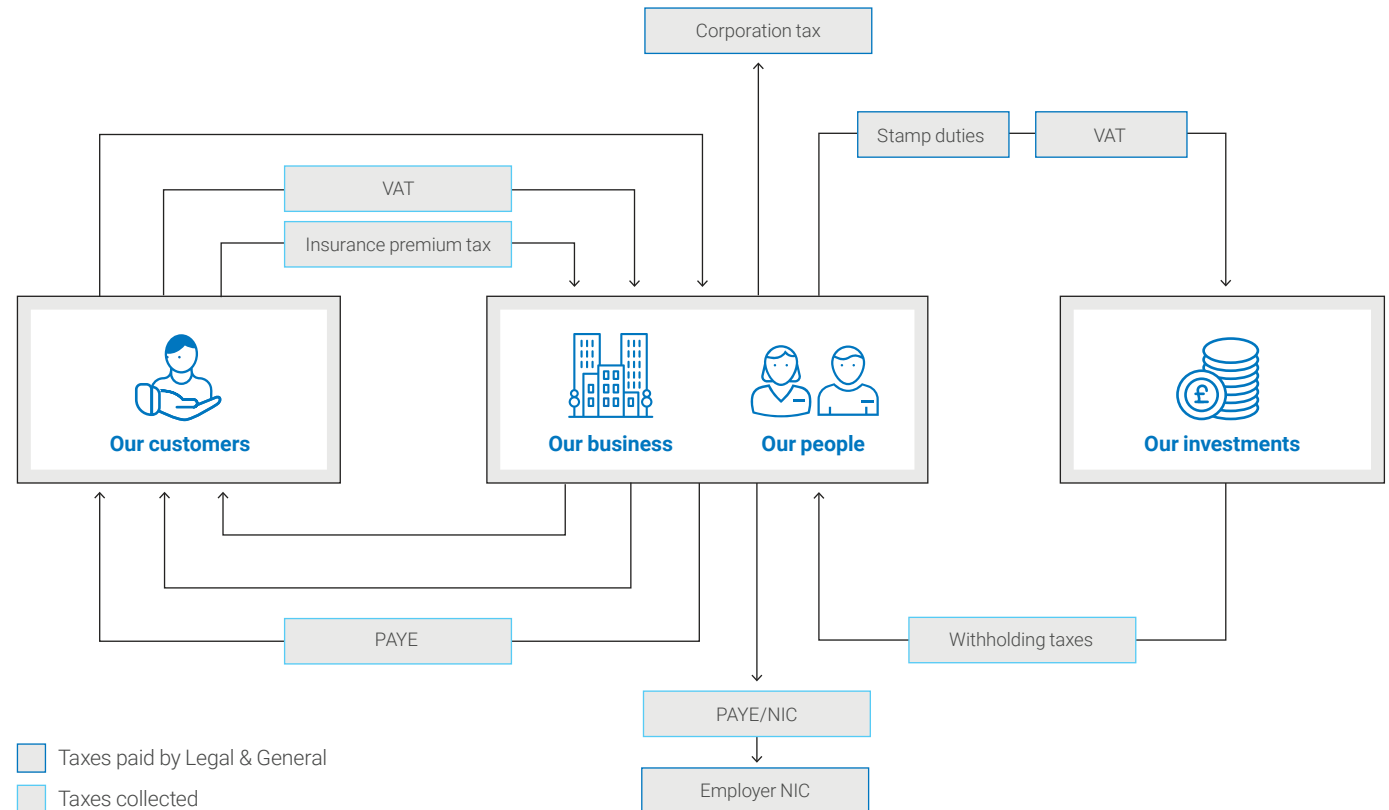 Corporation tax
Stamp duties
VAT
VAT
Insurance premium tax
£
Our customers
Our business
Our people
Our investments
PAYE
Withholding taxes
PAYE/NIC
Taxes paid by Legal & General
Employer NIC
Taxes collected